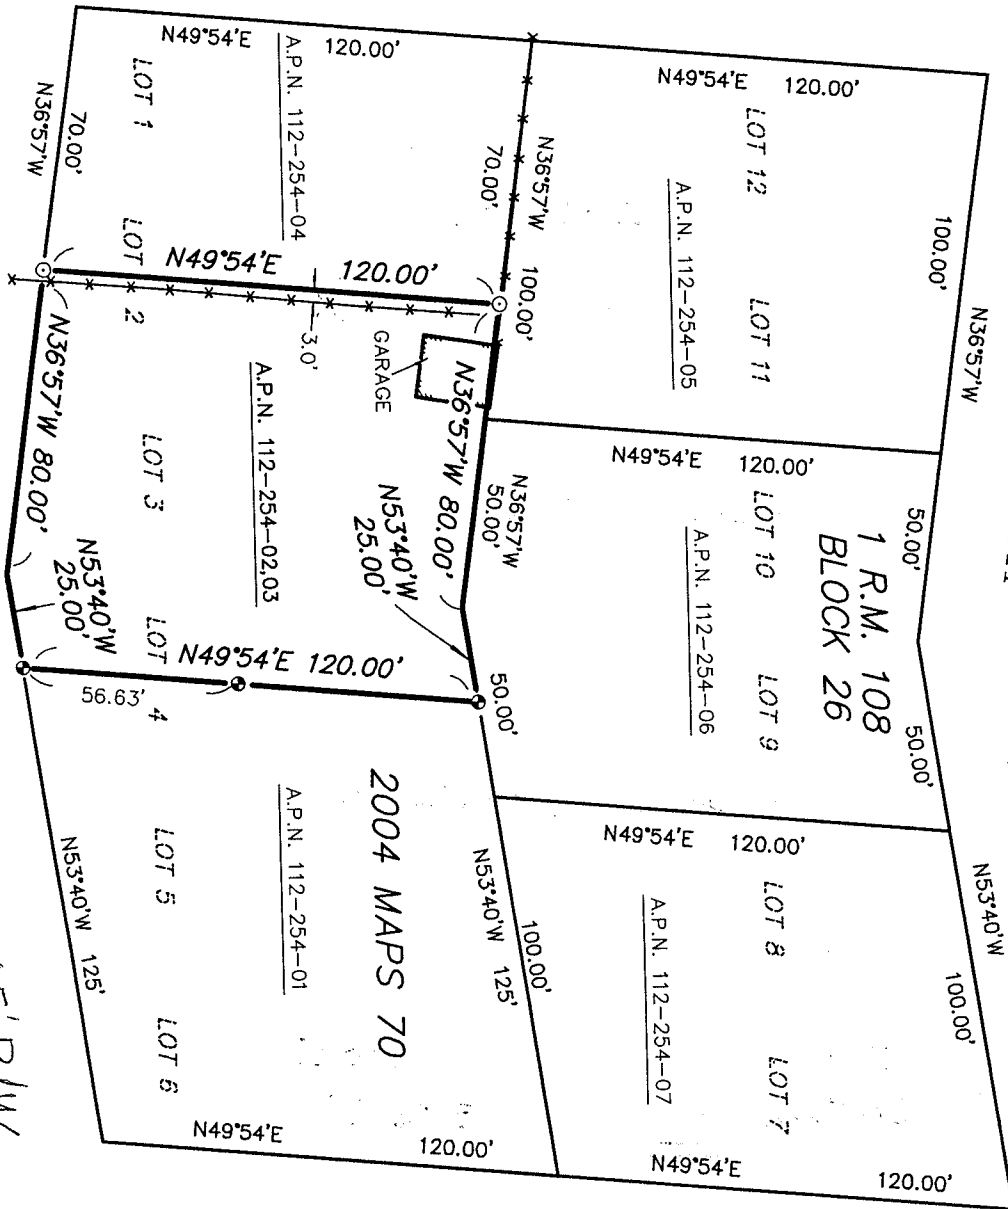 N49°54'E 120.00'
N49°54'E 120.00'
A.P.N. 112-254-04
LOT 1
LOT 2
N36°57'W
70.00'
N36°57'W
70.00'
100.00'
LOT 12
LOT 11
A.P.N. 112-254-05
100.00'
N36°57'W
N49°54'E 120.00'
3.0'
GARAGE
N36°57'W 80.00'
N36°57'W 80.00'
A.P.N. 112-254-02,03
LOT 3
LOT 4
N53°40'W
25.00'
N53°40'W
25.00'
N36°57'W
50.00'
50.00'
N49°54'E 120.00'
LOT 10
LOT 9
A.P.N. 112-254-06
50.00'
50.00'
1 R.M. 108
BLOCK 26
N49°54'E 120.00'
56.63'
2004 MAPS 70
A.P.N. 112-254-01
LOT 5
LOT 6
N53°40'W 125'
N53°40'W 125'
100.00'
N49°54'E 120.00'
LOT 8
LOT 7
A.P.N. 112-254-07
N53°40'W
100.00'
N49°54'E 120.00'
N49°54'E 120.00'
R/W